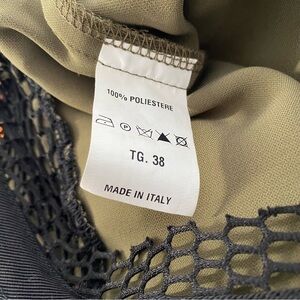 100% POLIESTERE
TG. 38
MADE IN ITALY